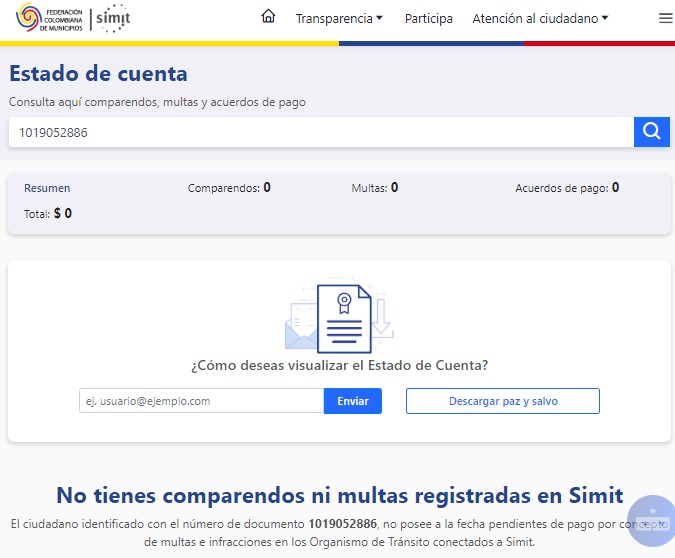 FEDERACIÓN
COLOMBIANA
DE MUNICIPIOS
simit
Transparencia Participa Atención al ciudadano
Estado de cuenta
Consulta aquí comparendos, multas y acuerdos de pago
1019052886
Resumen Comparendos: 0 Multas: 0 Acuerdos de pago: 0
Total: $ 0
¿Cómo deseas visualizar el Estado de Cuenta?
ej. usuario@ejemplo.com Enviar Descargar paz y salvo
No tienes comparendos ni multas registradas en Simit
El ciudadano identificado con el número de documento 1019052886, no posee a la fecha pendientes de pago por concepto
de multas e infracciones en los Organismo de Tránsito conectados a Simit.